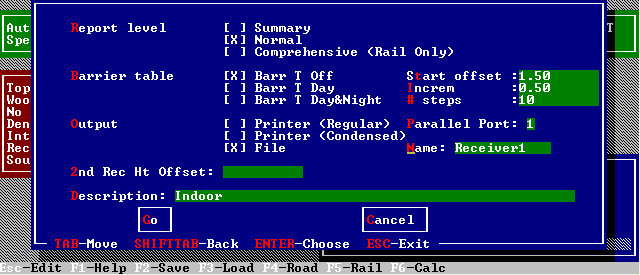 Report level [ ] Summary
[X] Normal
[ ] Comprehensive (Rail Only)
Aut
Spe
T
Barrier table [X] Barr T Off Start offset :1.50
[ ] Barr T Day Increm :0.50
[ ] Barr T Day&Night # steps :10
Top
Woo
No
Den
Int
Rec
Sou
Output [ ] Printer (Regular) Parallel Port: 1
[ ] Printer (Condensed)
[X] File Name: Receiver1
2nd Rec Ht Offset:
Description: Indoor
Go Cancel
TAB-Move SHIFTTAB-Back ENTER-Choose ESC-Exit
Esc-Edit F1-Help F2-Save F3-Load F4-Road F5-Rail F6-Calc